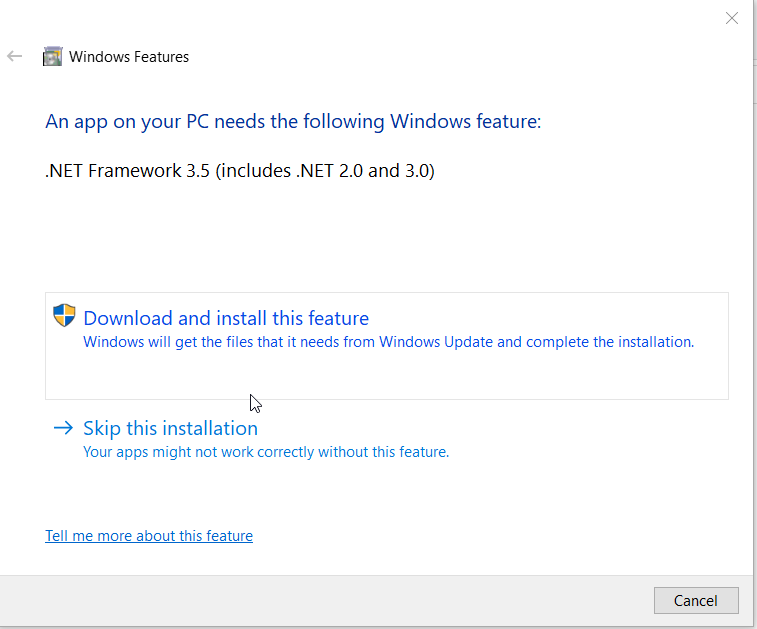 Windows Features
An app on your PC needs the following Windows feature:
.NET Framework 3.5 (includes .NET 2.0 and 3.0)
Download and install this feature
Windows will get the files that it needs from Windows Update and complete the installation.
Skip this installation
Your apps might not work correctly without this feature.
Tell me more about this feature
Cancel